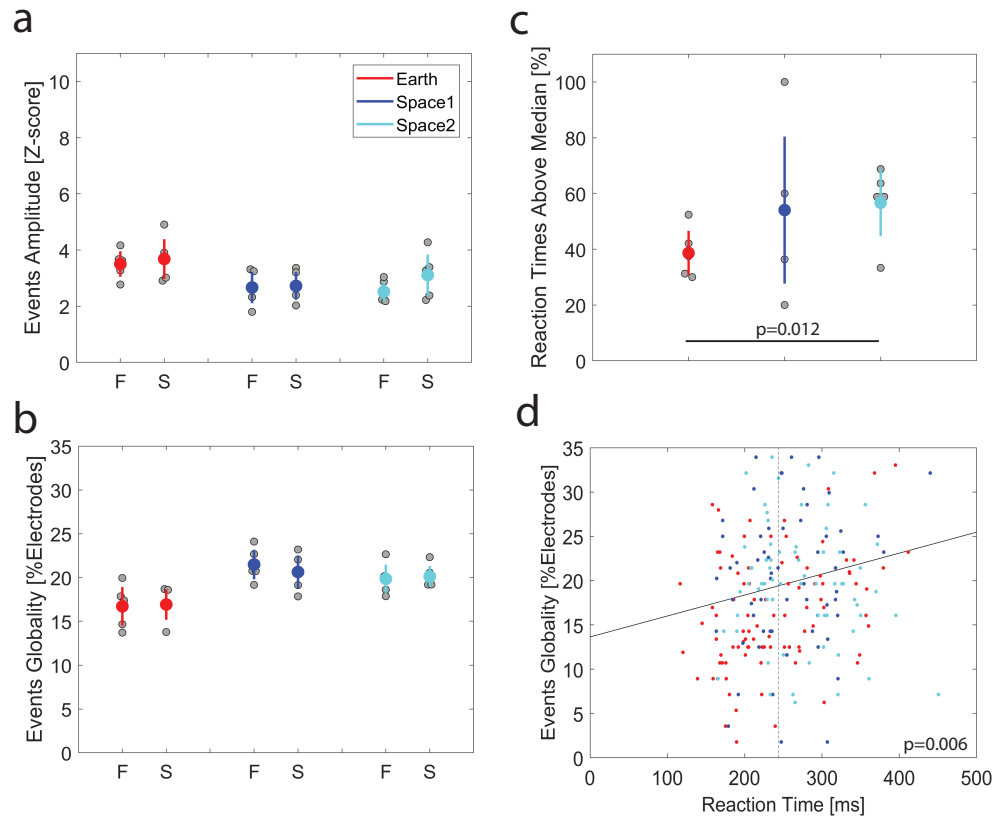 a
Events Amplitude [Z-score]
10
8
6
4
2
0
Earth
Space1
Space2
F S F S F S
b
Events Globality [%Electrodes]
35
30
25
20
15
10
5
0
F S F S F S
c
Reaction Times Above Median [%]
100
80
60
40
20
0
p=0.012
d
Events Globality [%Electrodes]
35
30
25
20
15
10
5
0
p=0.006
0 100 200 300 400 500
Reaction Time [ms]